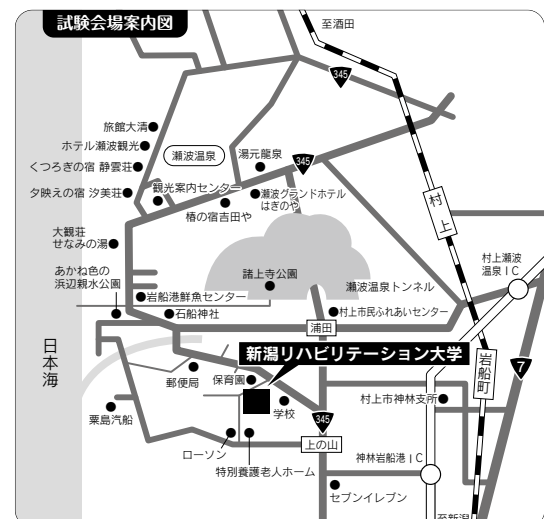 試験会場案内図
至酒田
345
旅館大清
ホテル瀬波観光
瀬波温泉
湯元龍泉
くつろぎの宿 静雲荘
345
夕映えの宿 汐美荘
観光案内センター
瀬波グランドホテル
はぎのや
椿の宿吉田や
村上
大観荘
せなみの湯
村上瀬波
温泉IC
あかね色の
浜辺親水公園
諸上寺公園
瀬波温泉トンネル
岩船港鮮魚センター
石船神社
村上市民ふれあいセンター
浦田
日本海
新潟リハビリテーション大学
岩船町
7
郵便局
保育園
学校
村上市神林支所
粟島汽船
345
上の山
ローソン
特別養護老人ホーム
神林岩船港IC
セブンイレブン
至新潟